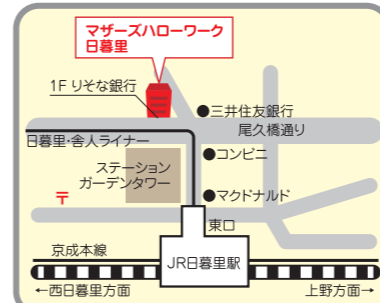 マザーズハローワーク
日暮里
1F りそな銀行
●三井住友銀行
尾久橋通り
日暮里・舎人ライナー
●コンビニ
ステーション
ガーデンタワー
●マクドナルド
〒
東口
京成本線
JR日暮里駅
←西日暮里方面
上野方面→